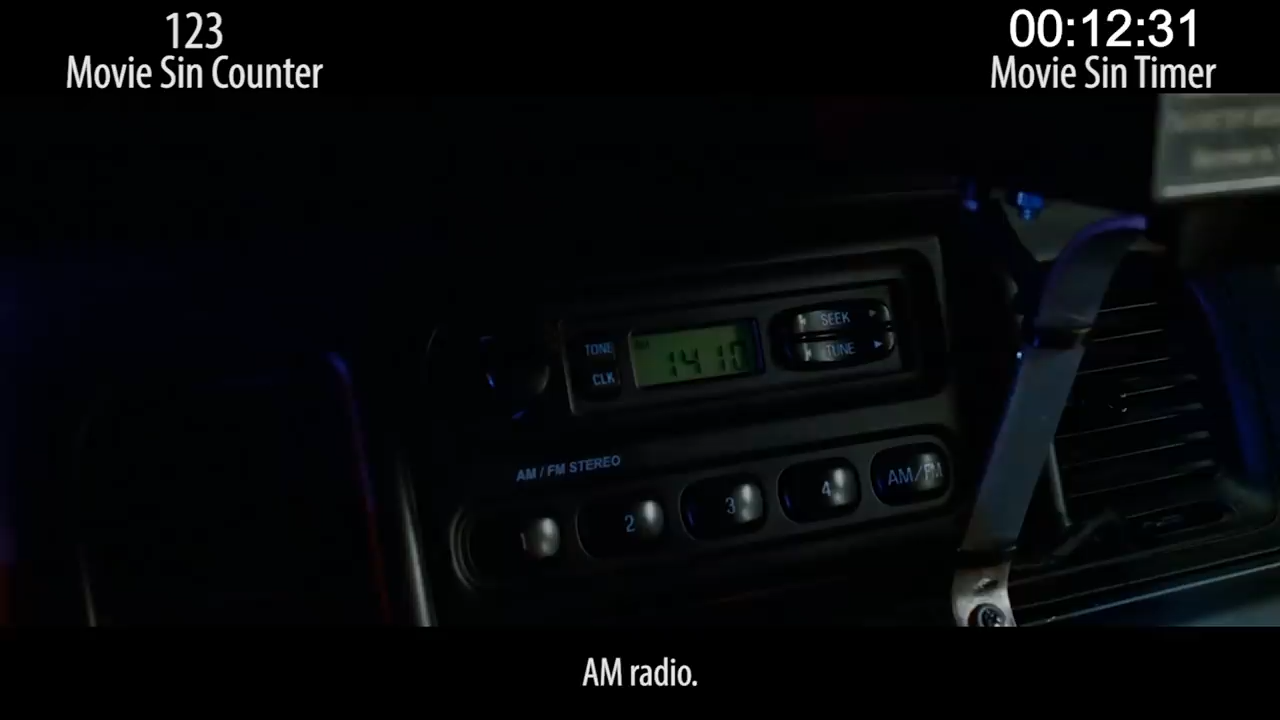 123
Movie Sin Counter
00:12:31
Movie Sin Timer
SEEK
TONE
1410
TUNE
CLK
AM / FM STEREO
1
2
3
4
AM/FM
AM radio.